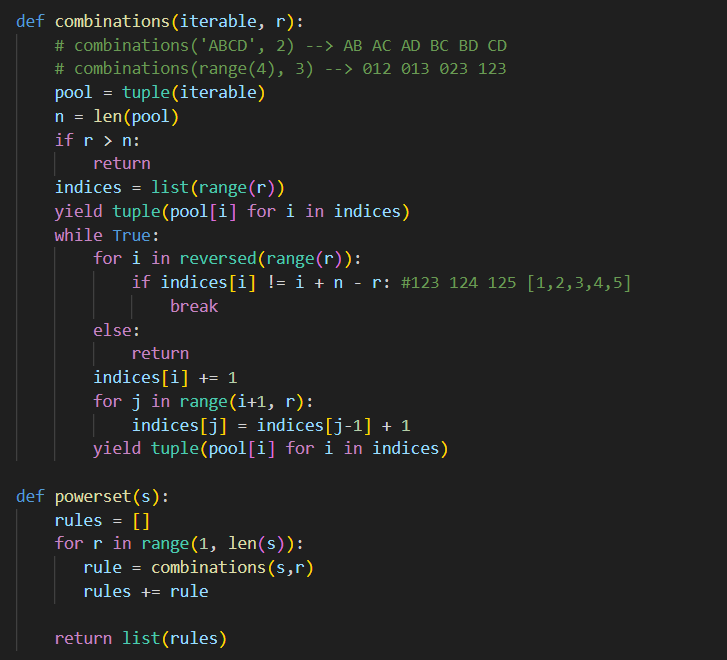 def combinations(iterable, r):
    # combinations('ABCD', 2) --> AB AC AD BC BD CD
    # combinations(range(4), 3) --> 012 013 023 123
    pool = tuple(iterable)
    n = len(pool)
    if r > n:
        return
    indices = list(range(r))
    yield tuple(pool[i] for i in indices)
    while True:
        for i in reversed(range(r)):
            if indices[i] != i + n - r: #123 124 125 [1,2,3,4,5]
                break
        else:
            return
        indices[i] += 1
        for j in range(i+1, r):
            indices[j] = indices[j-1] + 1
        yield tuple(pool[i] for i in indices)
def powerset(s):
    rules = []
    for r in range(1, len(s)):
       rule = combinations(s,r)
       rules += rule
    return list(rules)